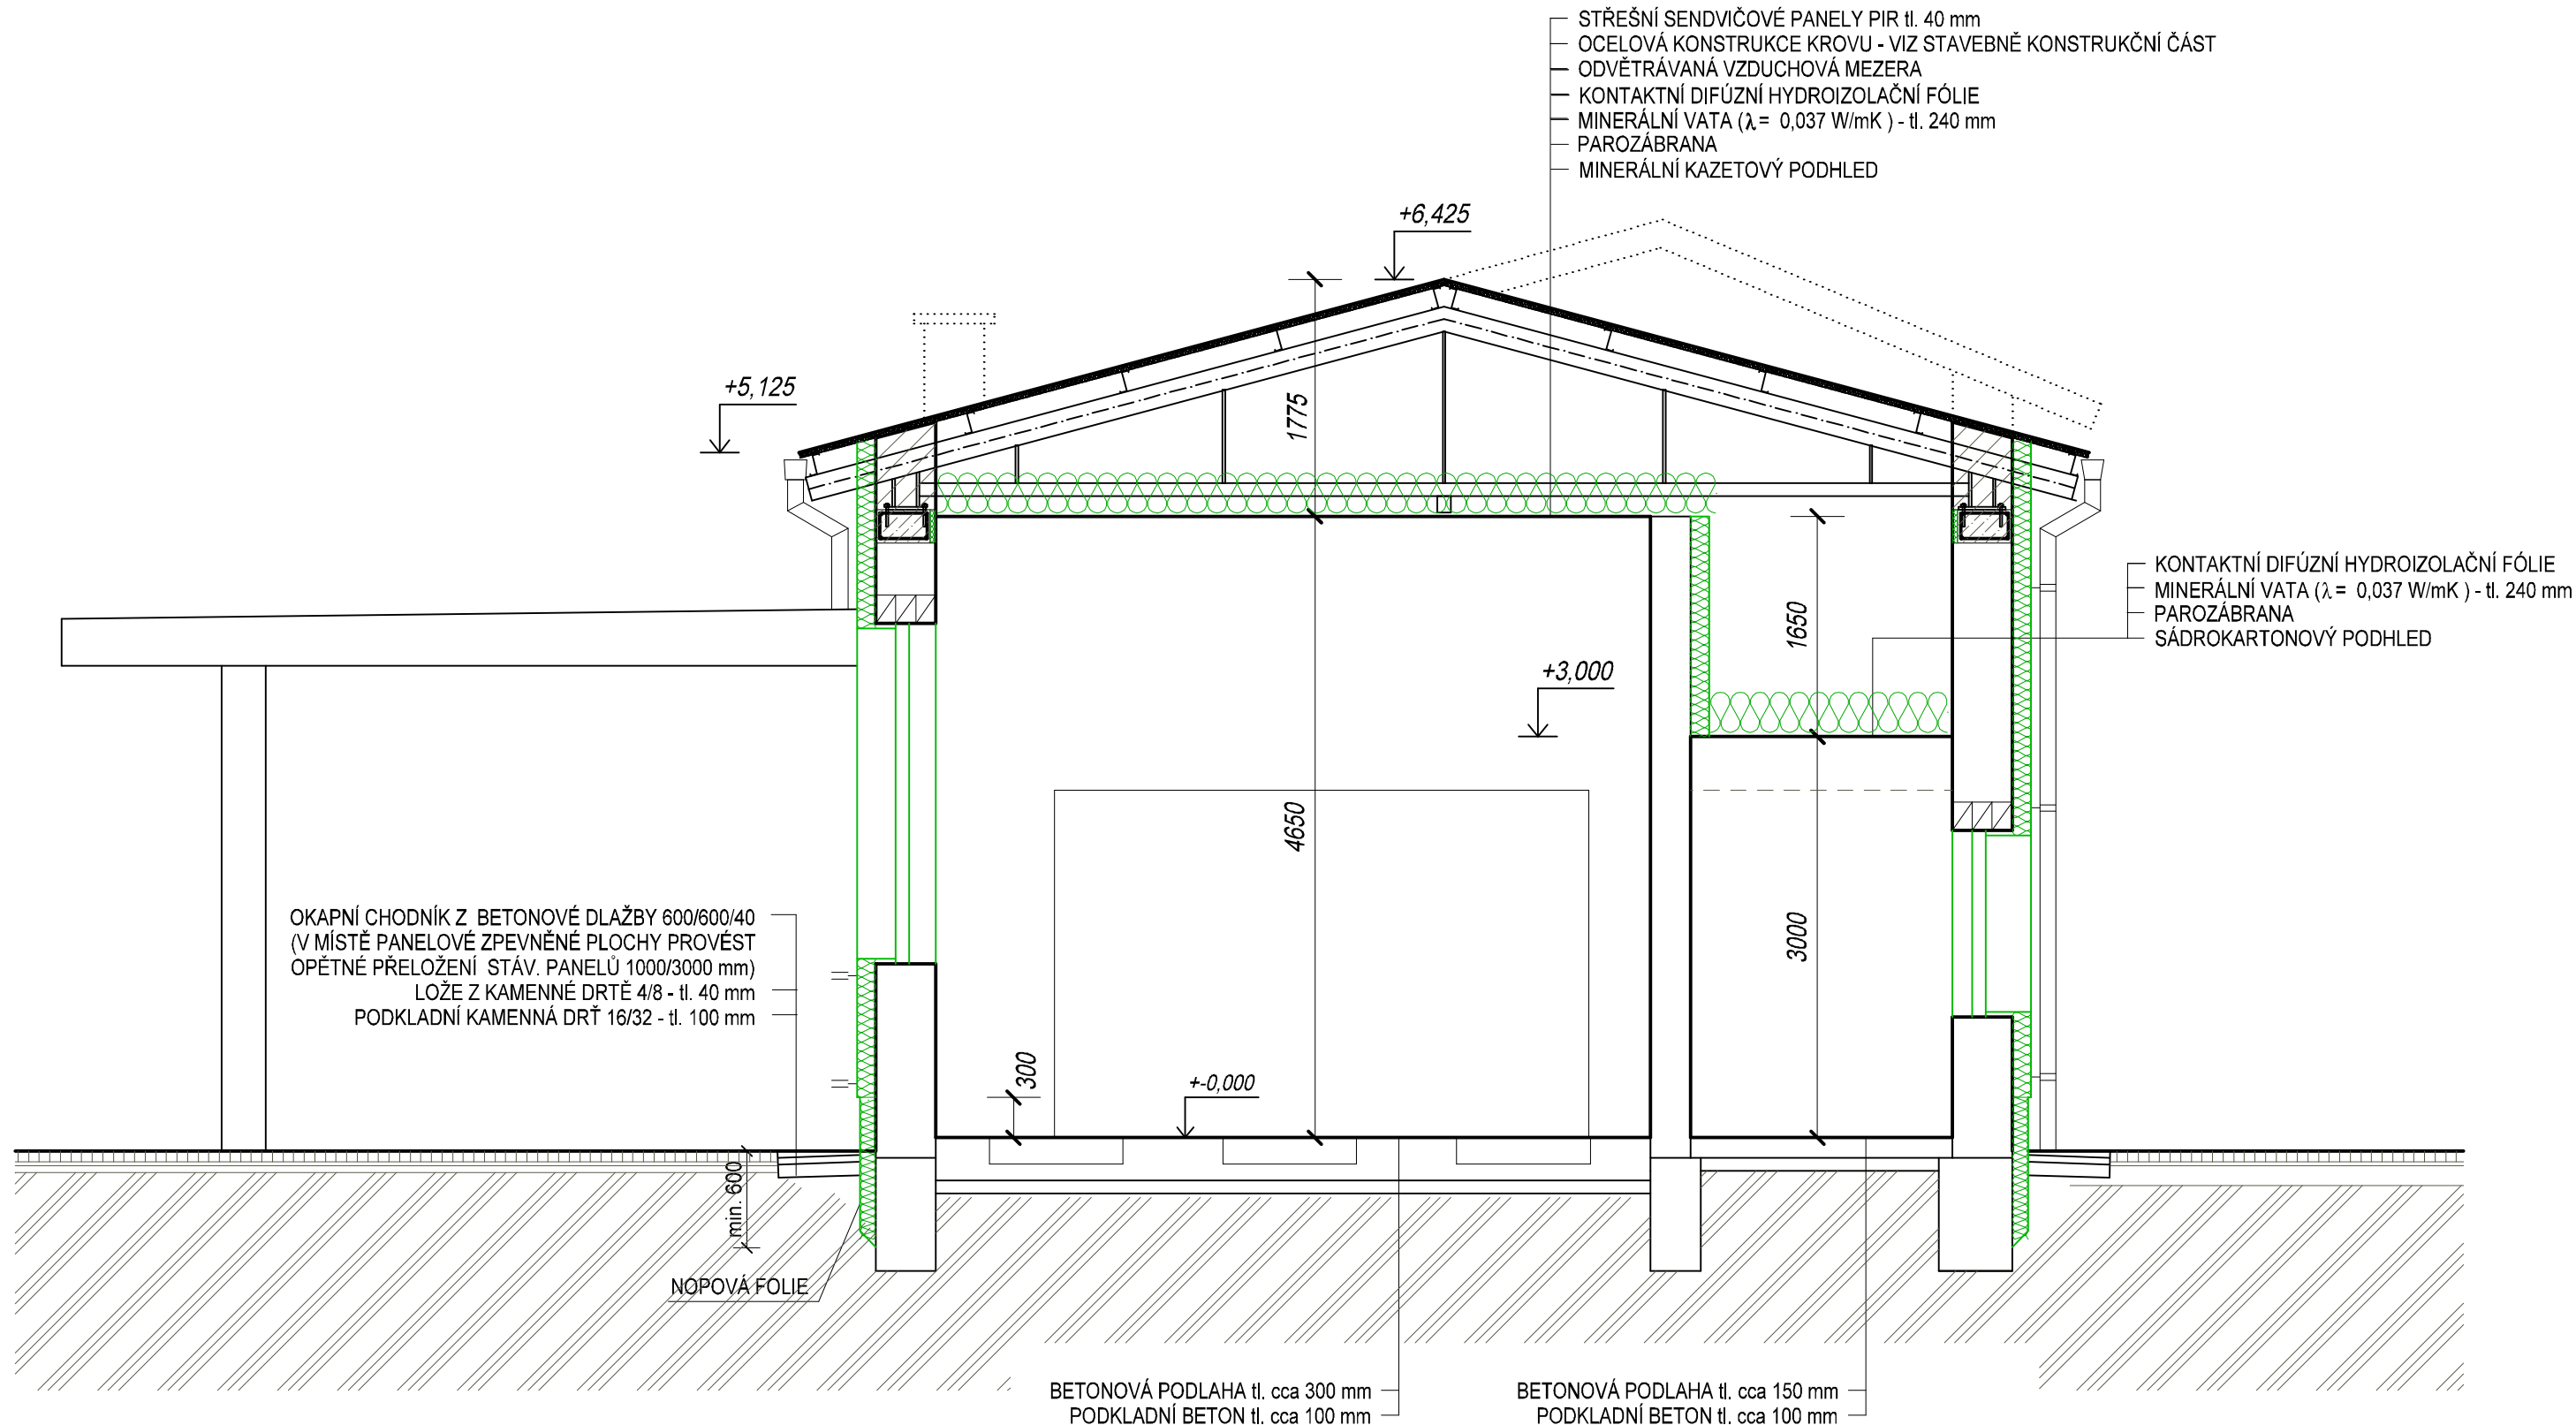 STŘEŠNÍ SENDVIČOVÉ PANELY PIR tl. 40 mm
OCELOVÁ KONSTRUKCE KROVU - VIZ STAVEBNĚ KONSTRUKČNÍ ČÁST
ODVĚTRÁVANÁ VZDUCHOVÁ MEZERA
KONTAKTNÍ DIFÚZNÍ HYDROIZOLAČNÍ FÓLIE
MINERÁLNÍ VATA (λ = 0,037 W/mK ) - tl. 240 mm
PAROZÁBRANA
MINERÁLNÍ KAZETOVÝ PODHLED
+6,425
+5,125
1775
KONTAKTNÍ DIFÚZNÍ HYDROIZOLAČNÍ FÓLIE
MINERÁLNÍ VATA (λ = 0,037 W/mK ) - tl. 240 mm
PAROZÁBRANA
SÁDROKARTONOVÝ PODHLED
1650
+3,000
4650
3000
OKAPNÍ CHODNÍK Z BETONOVÉ DLAŽBY 600/600/40
(V MÍSTĚ PANELOVÉ ZPEVNĚNÉ PLOCHY PROVÉST
OPĚTNÉ PŘELOŽENÍ STÁV. PANELŮ 1000/3000 mm)
LOŽE Z KAMENNÉ DRTĚ 4/8 - tl. 40 mm
PODKLADNÍ KAMENNÁ DRŤ 16/32 - tl. 100 mm
300
+-0,000
min. 600
NOPOVÁ FOLIE
BETONOVÁ PODLAHA tl. cca 300 mm
PODKLADNÍ BETON tl. cca 100 mm
BETONOVÁ PODLAHA tl. cca 150 mm
PODKLADNÍ BETON tl. cca 100 mm